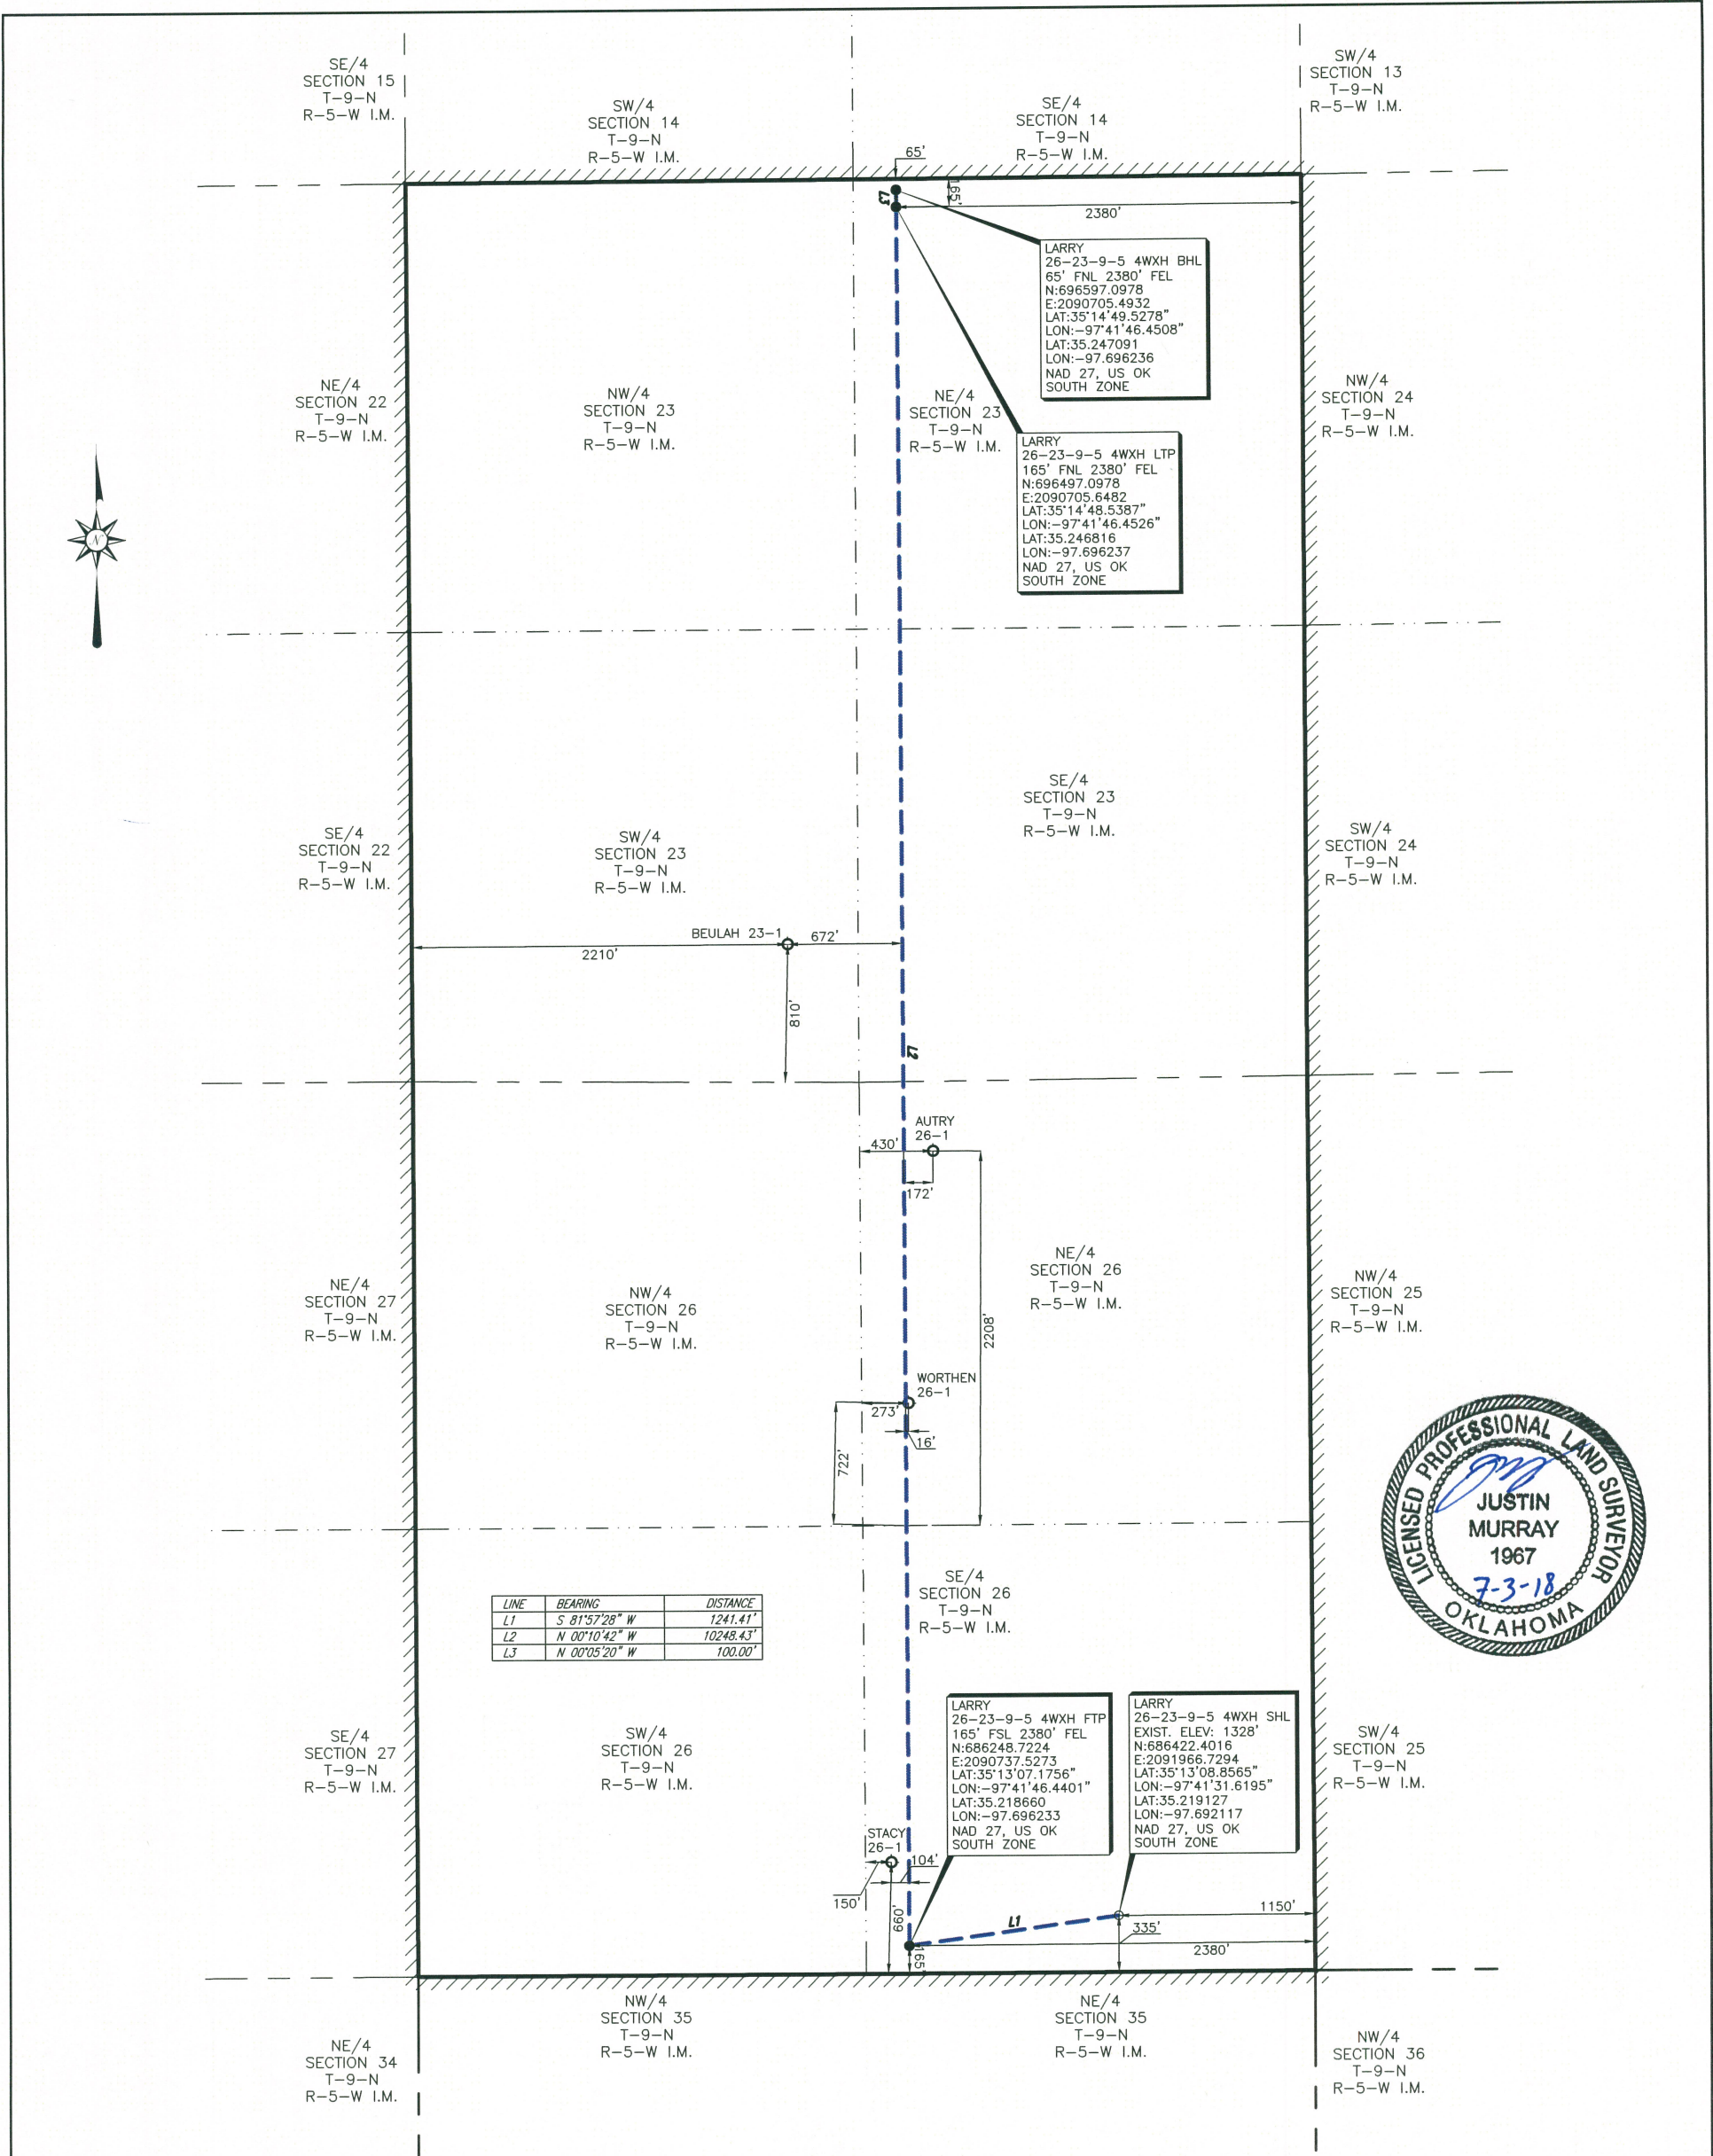 SE/4
SECTION 15
T-9-N
R-5-W I.M.
SW/4
SECTION 14
T-9-N
R-5-W I.M.
SE/4
SECTION 14
T-9-N
R-5-W I.M.
SW/4
SECTION 13
T-9-N
R-5-W I.M.
65'
L3
165'
2380'
LARRY
26-23-9-5 4WXH BHL
65' FNL 2380' FEL
N:696597.0978
E:2090705.4932
LAT:35°14'49.5278"
LON:-97°41'46.4508"
LAT:35.247091
LON:-97.696236
NAD 27, US OK
SOUTH ZONE
NE/4
SECTION 22
T-9-N
R-5-W I.M.
NW/4
SECTION 23
T-9-N
R-5-W I.M.
NE/4
SECTION 23
T-9-N
R-5-W I.M.
NW/4
SECTION 24
T-9-N
R-5-W I.M.
LARRY
26-23-9-5 4WXH LTP
165' FNL 2380' FEL
N:696497.0978
E:2090705.6482
LAT:35°14'48.5387"
LON:-97°41'46.4526"
LAT:35.246816
LON:-97.696237
NAD 27, US OK
SOUTH ZONE
N
SE/4
SECTION 22
T-9-N
R-5-W I.M.
SW/4
SECTION 23
T-9-N
R-5-W I.M.
SE/4
SECTION 23
T-9-N
R-5-W I.M.
SW/4
SECTION 24
T-9-N
R-5-W I.M.
BEULAH 23-1
672'
2210'
810'
L2
AUTRY
26-1
430'
172'
2208'
NE/4
SECTION 27
T-9-N
R-5-W I.M.
NW/4
SECTION 26
T-9-N
R-5-W I.M.
NE/4
SECTION 26
T-9-N
R-5-W I.M.
NW/4
SECTION 25
T-9-N
R-5-W I.M.
WORTHEN
26-1
273'
16'
722'
LICENSED PROFESSIONAL LAND SURVEYOR
JUSTIN
MURRAY
1967
7-3-18
OKLAHOMA
LINE BEARING DISTANCE
L1 S 81°57'28" W 1241.41'
L2 N 00°10'42" W 10248.43'
L3 N 00°05'20" W 100.00'
SE/4
SECTION 26
T-9-N
R-5-W I.M.
SE/4
SECTION 27
T-9-N
R-5-W I.M.
SW/4
SECTION 26
T-9-N
R-5-W I.M.
LARRY
26-23-9-5 4WXH FTP
165' FSL 2380' FEL
N:686248.7224
E:2090737.5273
LAT:35°13'07.1756"
LON:-97°41'46.4401"
LAT:35.218660
LON:-97.696233
NAD 27, US OK
SOUTH ZONE
LARRY
26-23-9-5 4WXH SHL
EXIST. ELEV: 1328'
N:686422.4016
E:2091966.7294
LAT:35°13'08.8565"
LON:-97°41'31.6195"
LAT:35.219127
LON:-97.692117
NAD 27, US OK
SOUTH ZONE
SW/4
SECTION 25
T-9-N
R-5-W I.M.
STACY
26-1
104'
150'
660'
L1
1150'
335'
2380'
165'
NE/4
SECTION 34
T-9-N
R-5-W I.M.
NW/4
SECTION 35
T-9-N
R-5-W I.M.
NE/4
SECTION 35
T-9-N
R-5-W I.M.
NW/4
SECTION 36
T-9-N
R-5-W I.M.